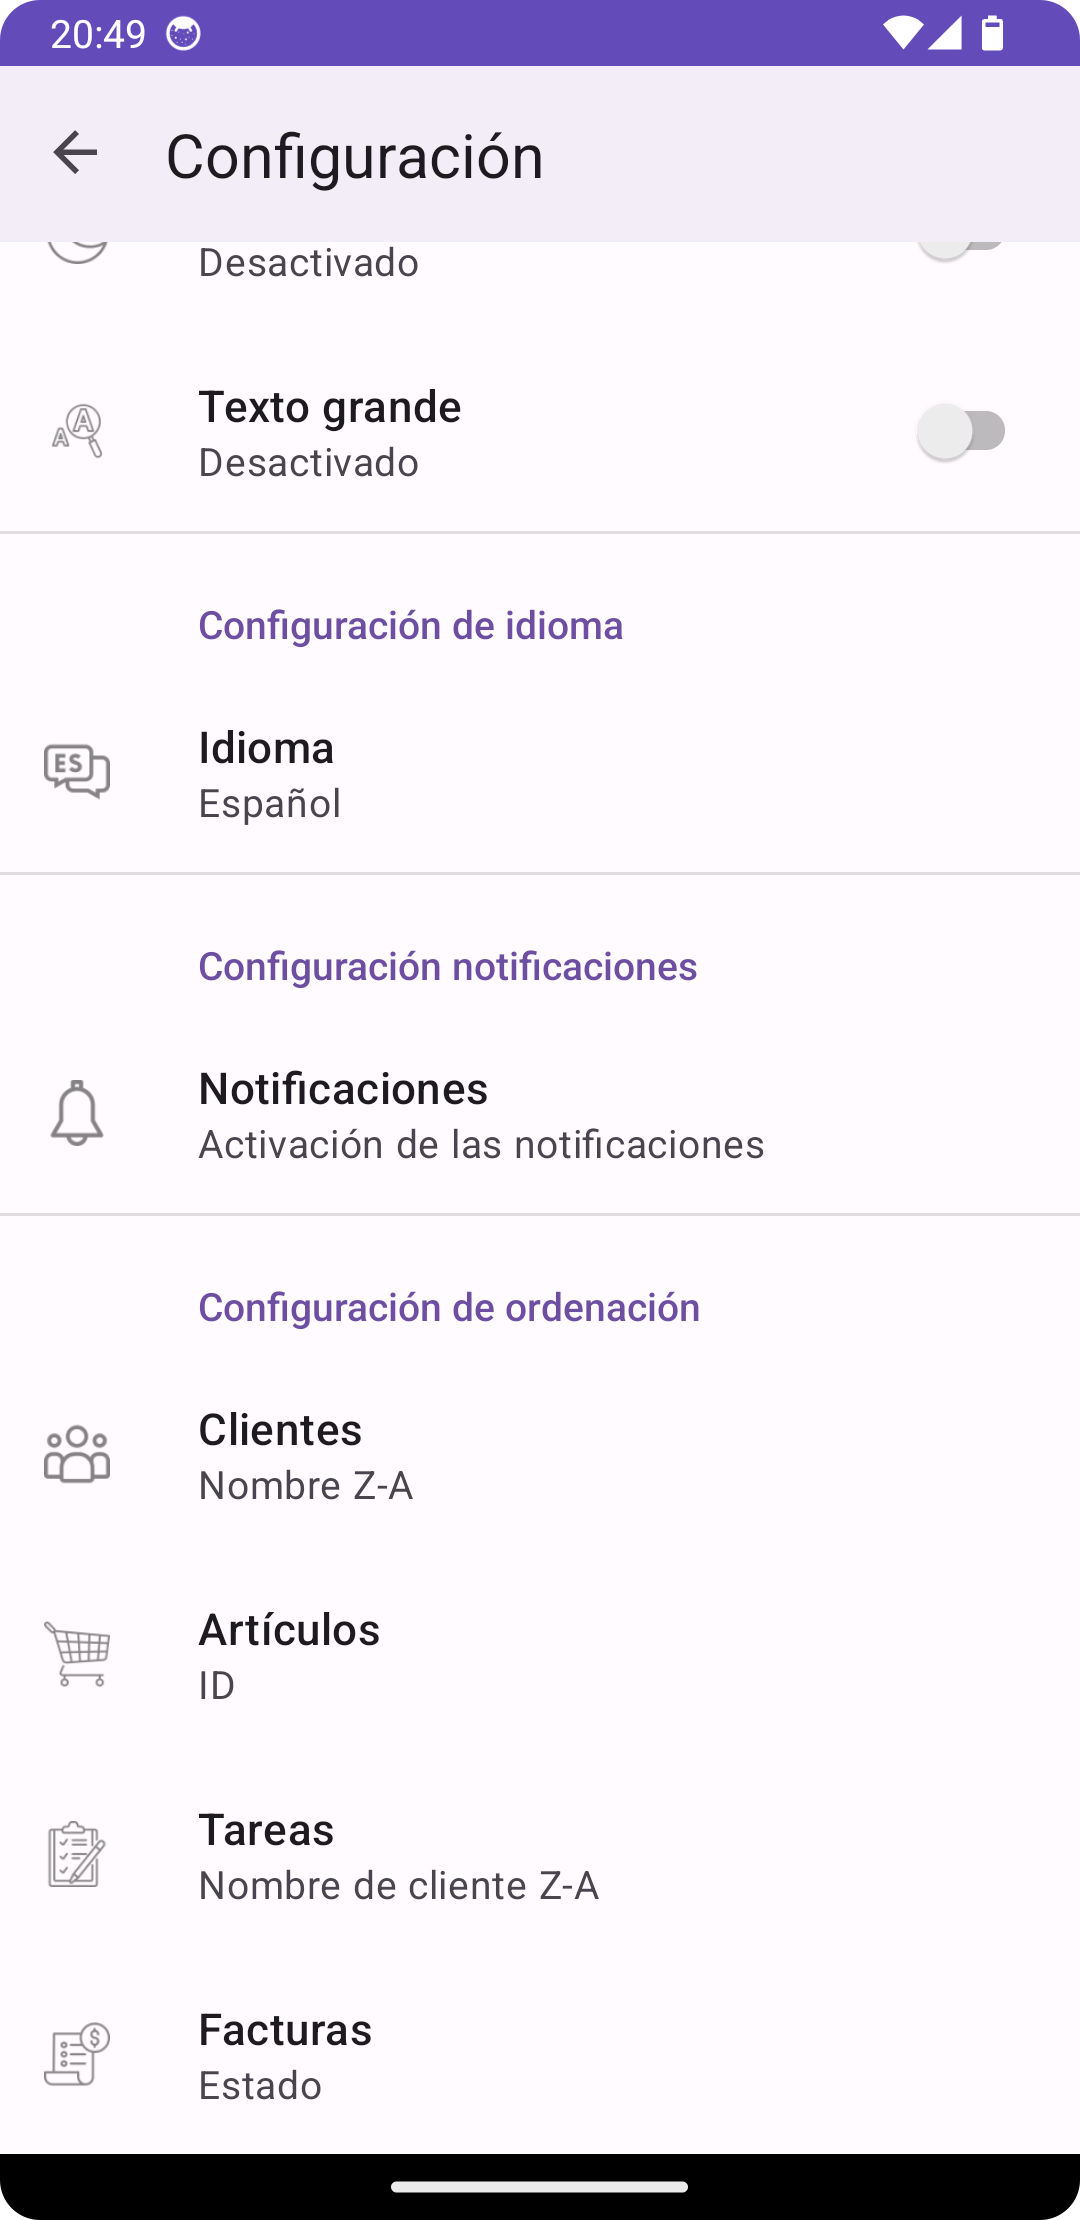 20:49
Configuración
Desactivado
Texto grande
Desactivado
Configuración de idioma
ES
Idioma
Español
Configuración notificaciones
Notificaciones
Activación de las notificaciones
Configuración de ordenación
Clientes
Nombre Z-A
Artículos
ID
Tareas
Nombre de cliente Z-A
Facturas
Estado